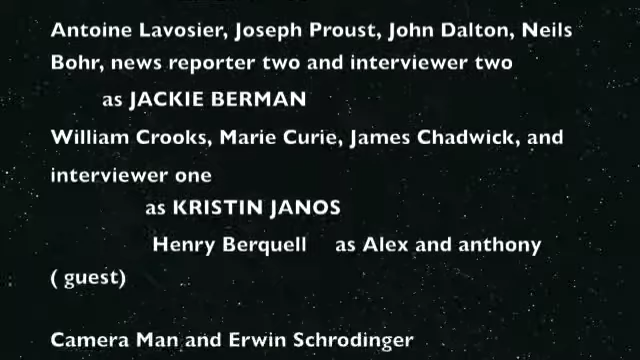 Antoine Lavosier, Joseph Proust, John Dalton, Neils
Bohr, news reporter two and interviewer two
as JACKIE BERMAN
William Crooks, Marie Curie, James Chadwick, and
interviewer one
as KRISTIN JANOS
Henry Berquell as Alex and anthony
( guest)
Camera Man and Erwin Schrodinger